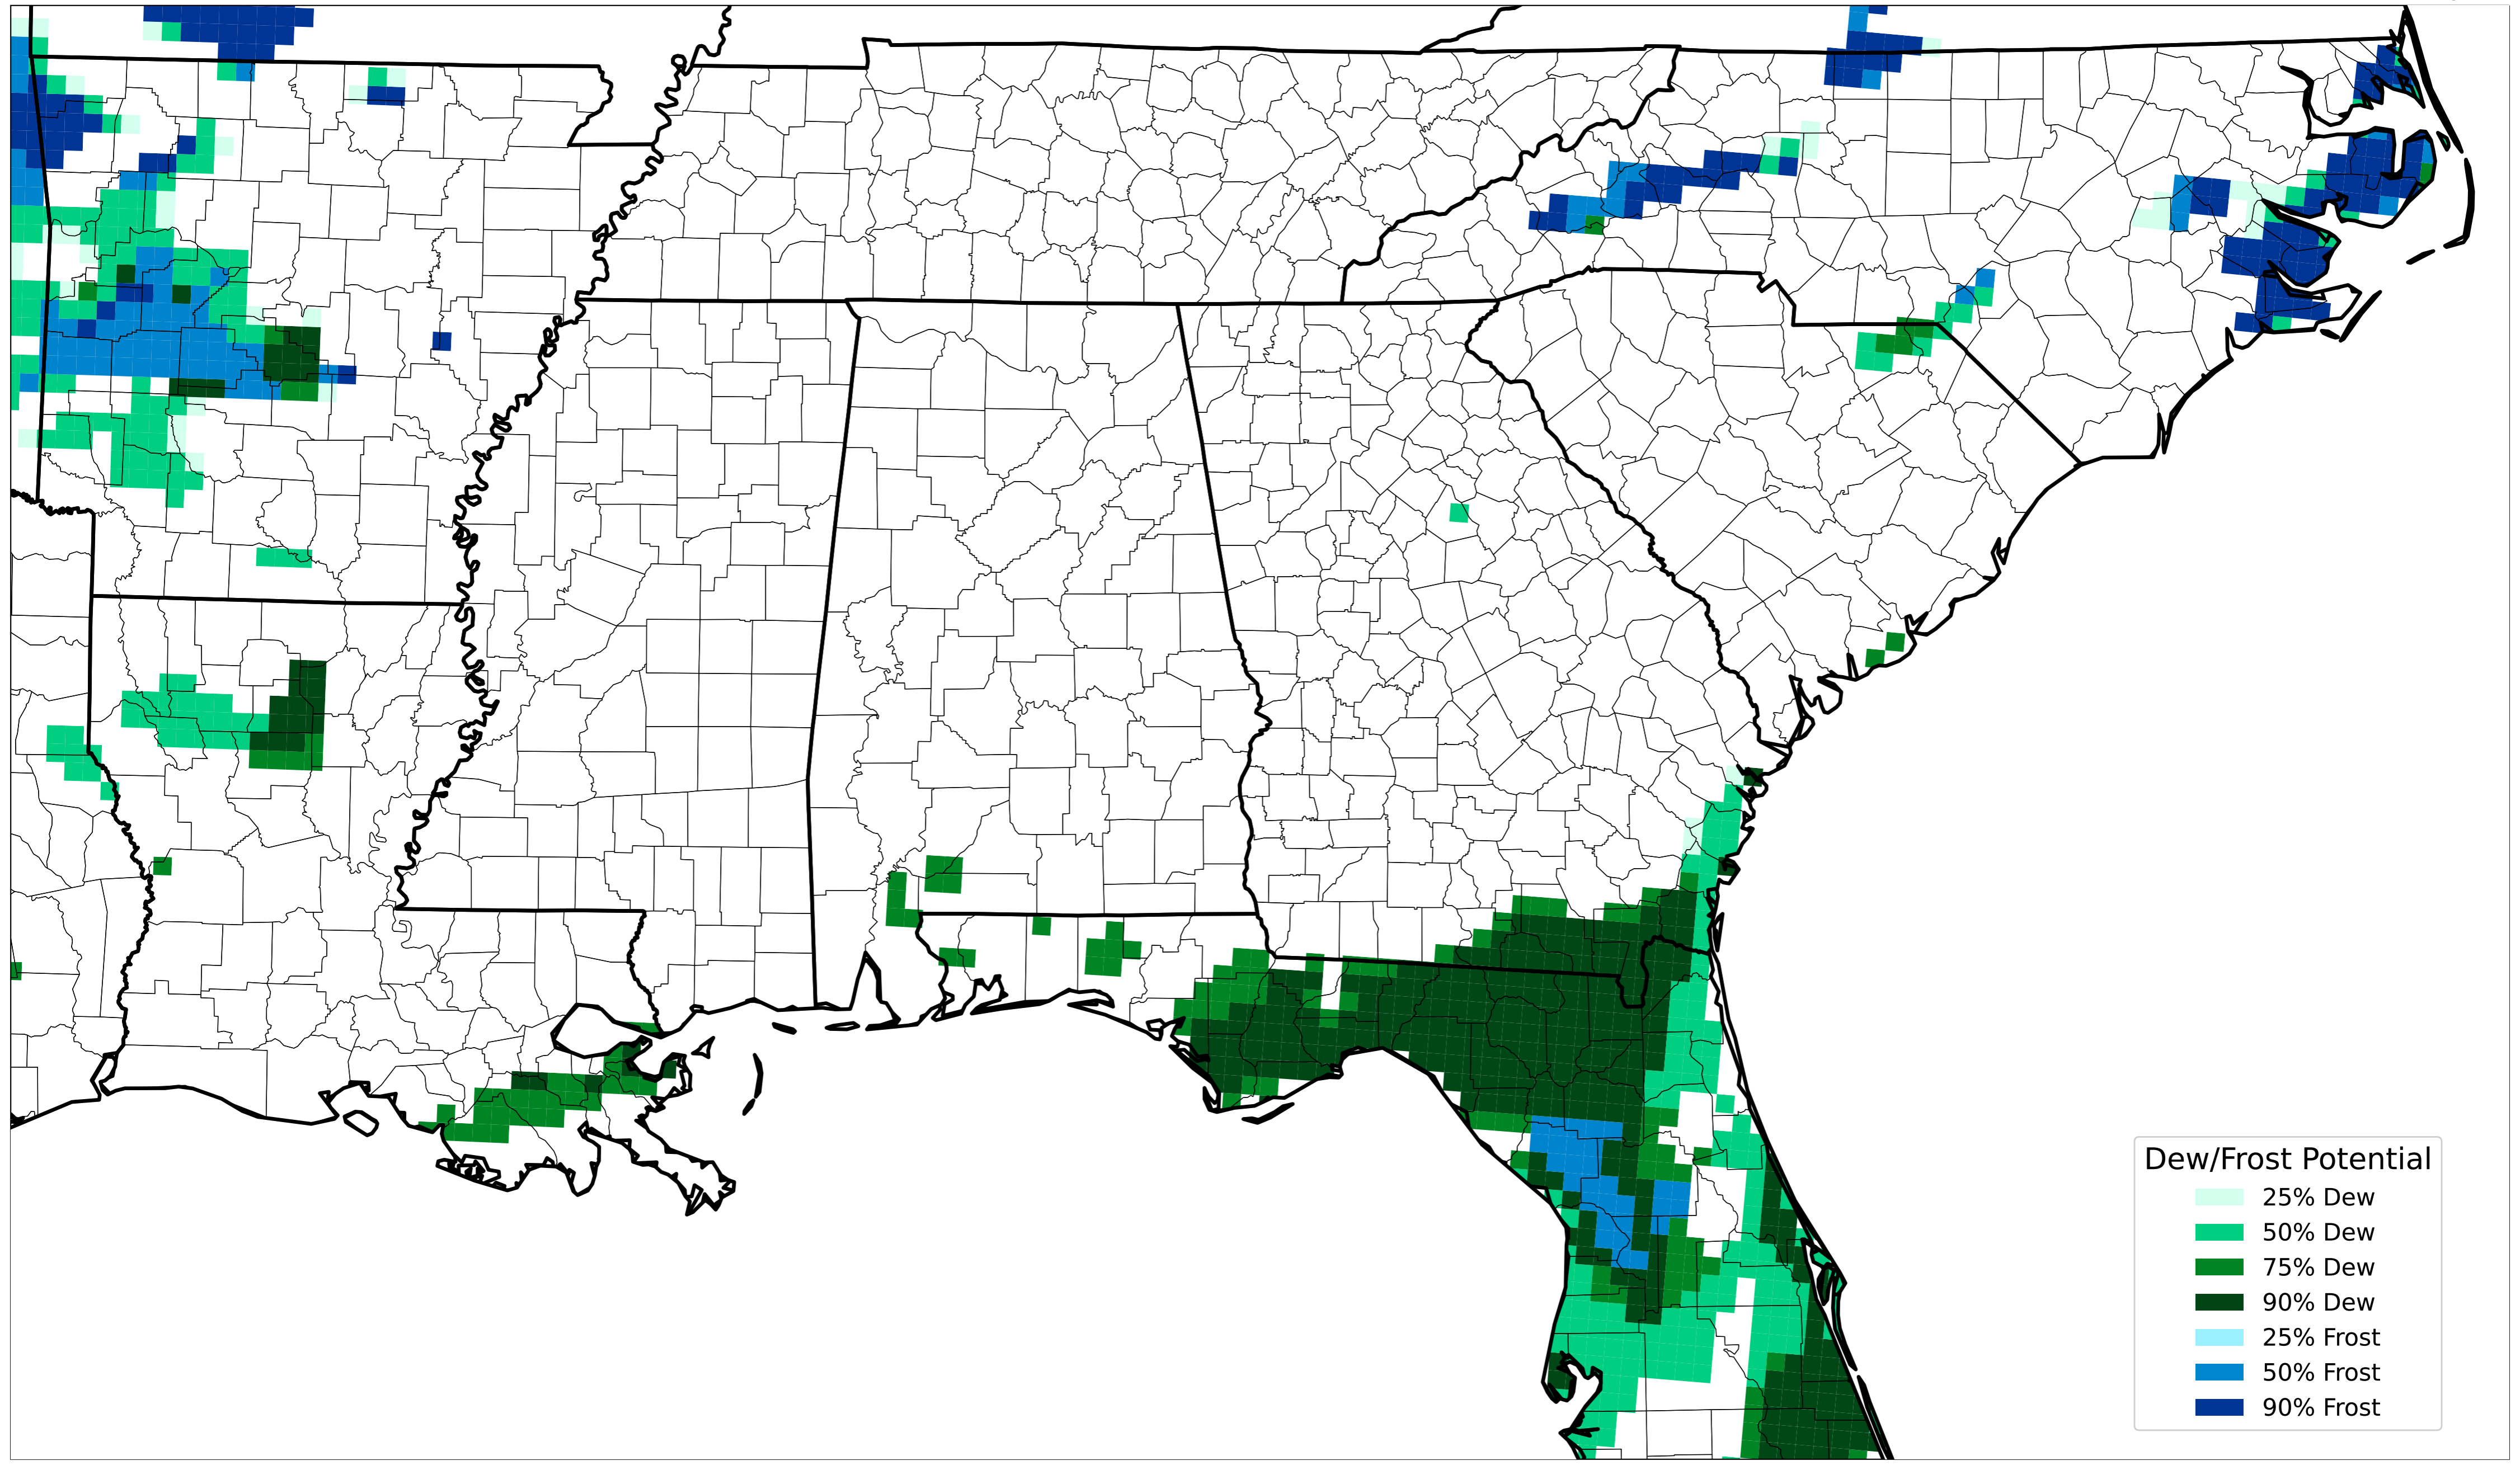 Dew/Frost Potential
25% Dew
50% Dew
75% Dew
90% Dew
25% Frost
50% Frost
90% Frost